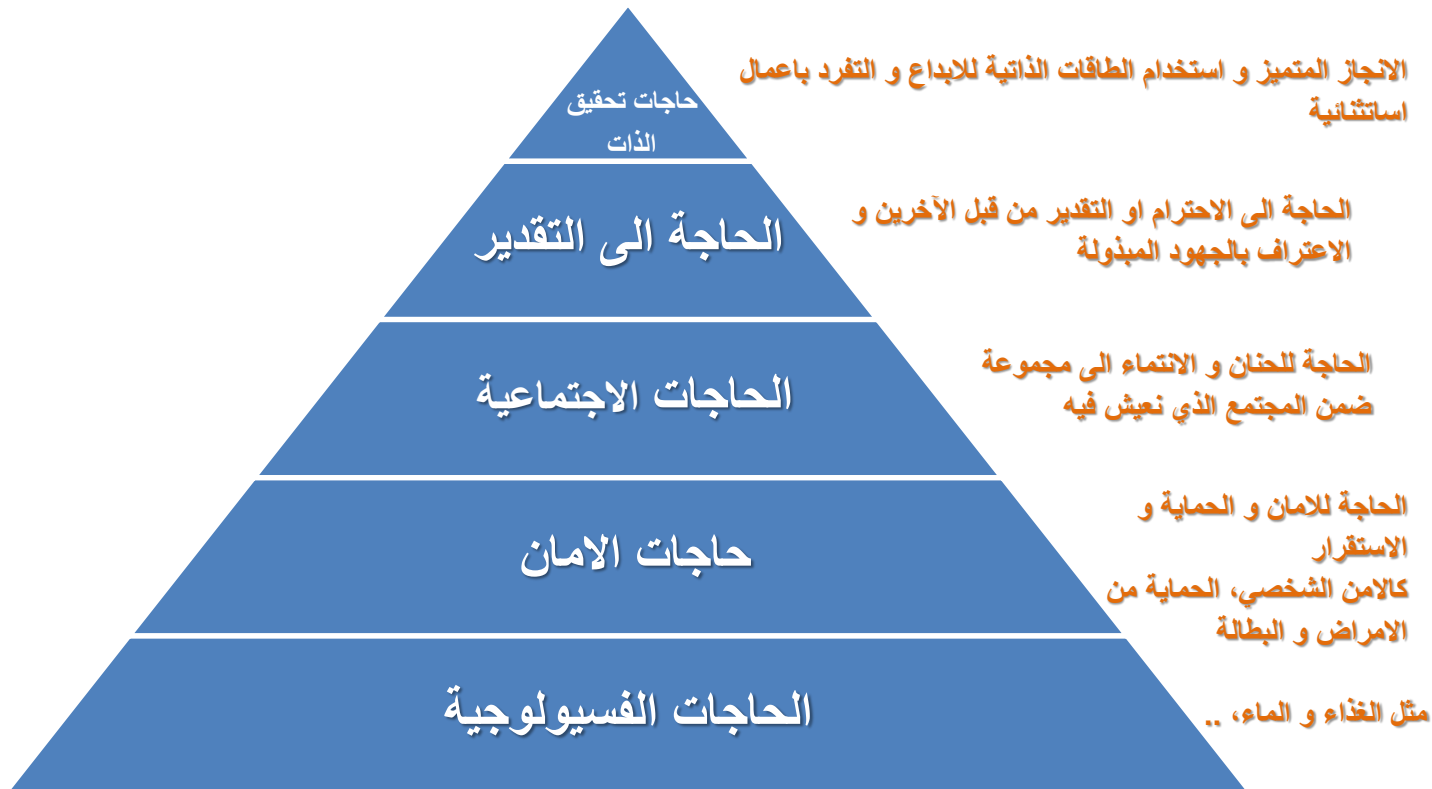 حاجات تحقيق
الذات
الانجاز المتميز و استخدام الطاقات الذاتية للابداع و التفرد باعمال
اساتثنائية
الحاجة الى التقدير
الحاجة الى الاحترام او التقدير من قبل الآخرين و
الاعتراف بالجهود المبذولة
الحاجات الاجتماعية
الحاجة للحنان و الانتماء الى مجموعة
ضمن المجتمع الذي نعيش فيه
حاجات الامان
الحاجة للامان و الحماية و
الاستقرار
كالامن الشخصي، الحماية من
الامراض و البطالة
الحاجات الفسيولوجية
مثل الغذاء و الماء، ..